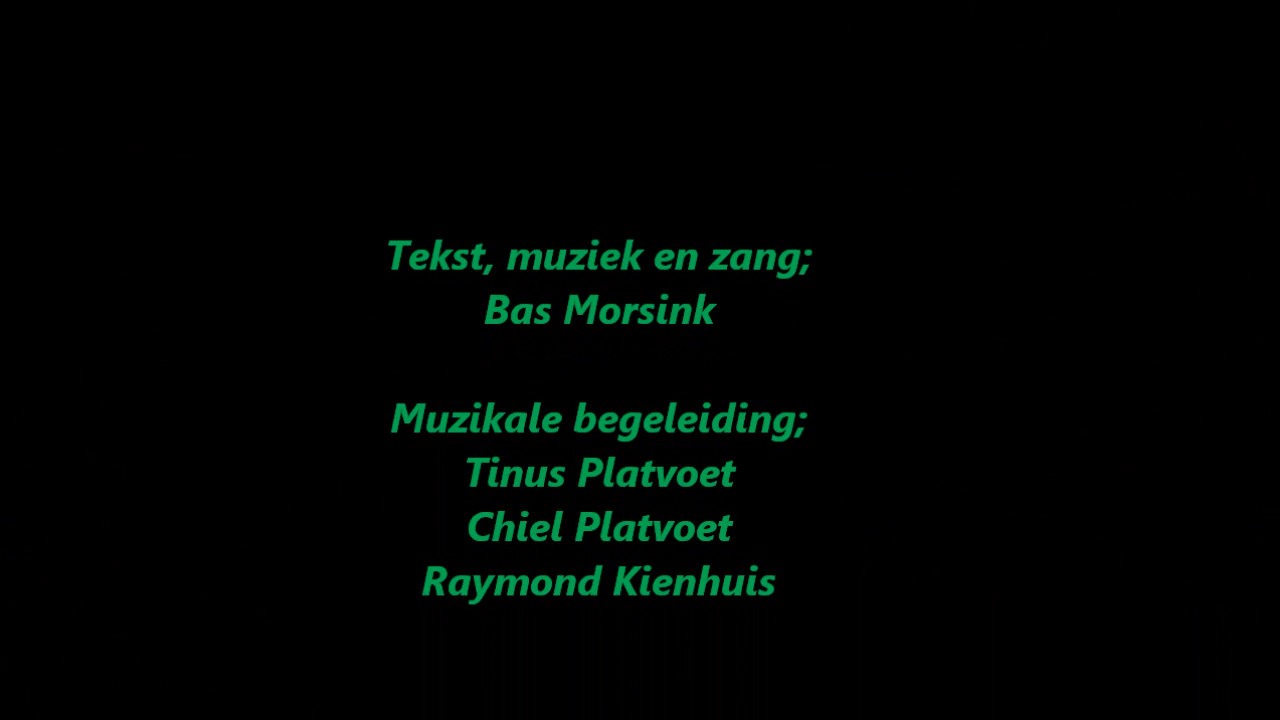 Tekst, muziek en zang;
Bas Morsink
Muzikale begeleiding;
Tinus Platvoet
Chiel Platvoet
Raymond Kienhuis